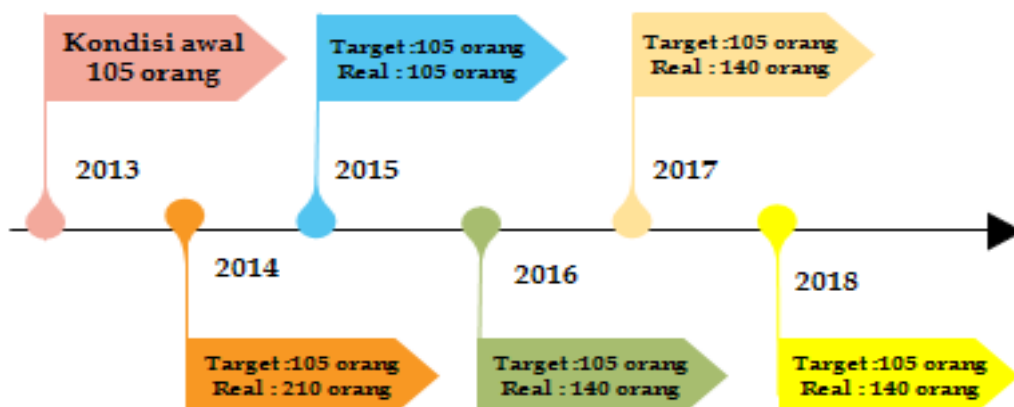 Kondisi awal
105 orang
2013
Target :105 orang
Real : 210 orang
2014
Target :105 orang
Real : 105 orang
2015
Target :105 orang
Real : 140 orang
2016
Target :105 orang
Real : 140 orang
2017
Target :105 orang
Real : 140 orang
2018